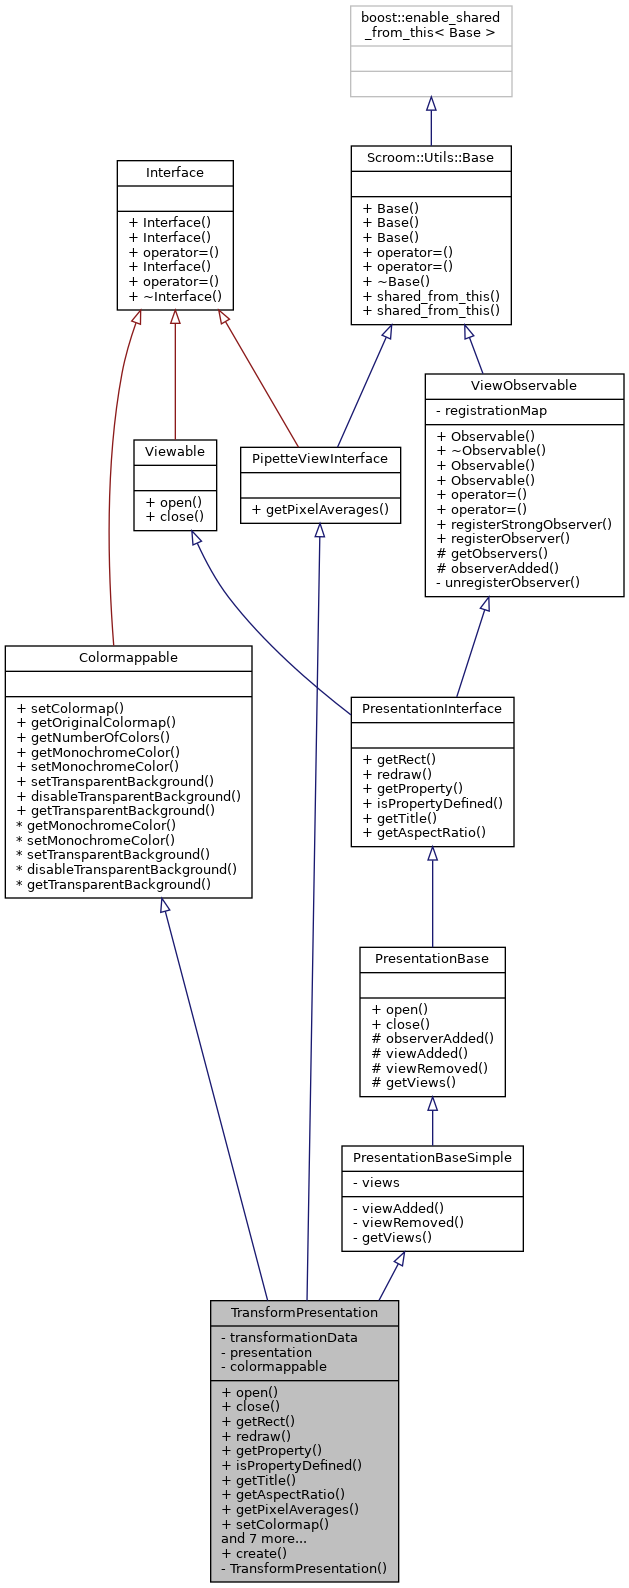 boost::enable_shared
_from_this< Base >
Interface
+ Interface()
+ Interface()
+ operator=()
+ Interface()
+ operator=()
+ ~Interface()
Scroom::Utils::Base
+ Base()
+ Base()
+ Base()
+ operator=()
+ operator=()
+ ~Base()
+ shared_from_this()
+ shared_from_this()
ViewObservable
- registrationMap
+ Observable()
+ ~Observable()
+ Observable()
+ Observable()
+ operator=()
+ operator=()
+ registerStrongObserver()
+ registerObserver()
# getObservers()
# observerAdded()
- unregisterObserver()
Viewable
+ open()
+ close()
PipetteViewInterface
+ getPixelAverages()
Colormappable
+ setColormap()
+ getOriginalColormap()
+ getNumberOfColors()
+ getMonochromeColor()
+ setMonochromeColor()
+ setTransparentBackground()
+ disableTransparentBackground()
+ getTransparentBackground()
* getMonochromeColor()
* setMonochromeColor()
* setTransparentBackground()
* disableTransparentBackground()
* getTransparentBackground()
PresentationInterface
+ getRect()
+ redraw()
+ getProperty()
+ isPropertyDefined()
+ getTitle()
+ getAspectRatio()
PresentationBase
+ open()
+ close()
# observerAdded()
# viewAdded()
# viewRemoved()
# getViews()
PresentationBaseSimple
- views
- viewAdded()
- viewRemoved()
- getViews()
TransformPresentation
- transformationData
- presentation
- colormappable
+ open()
+ close()
+ getRect()
+ redraw()
+ getProperty()
+ isPropertyDefined()
+ getTitle()
+ getAspectRatio()
+ getPixelAverages()
+ setColormap()
and 7 more...
+ create()
- TransformPresentation()